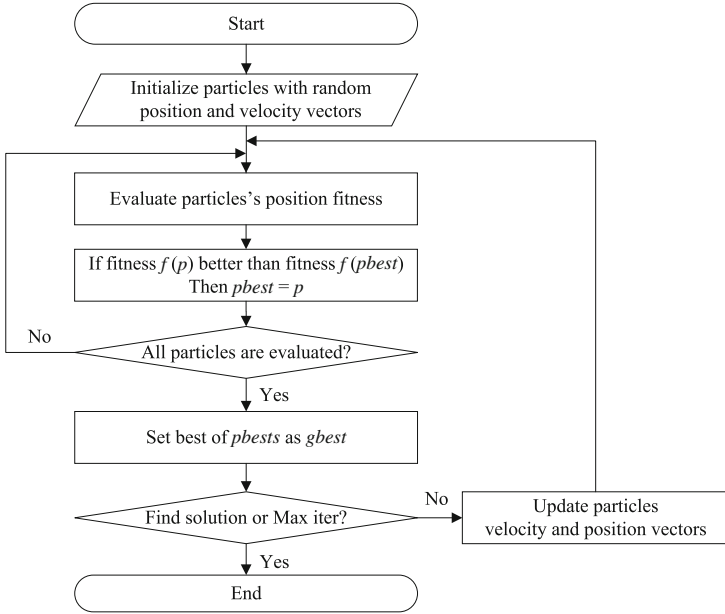 Start
Initialize particles with random
position and velocity vectors
Evaluate particles's position fitness
If fitness f (p) better than fitness f (pbest)
Then pbest = p
No
All particles are evaluated?
Yes
Set best of pbests as gbest
Find solution or Max iter?
No
Update particles
velocity and position vectors
Yes
End